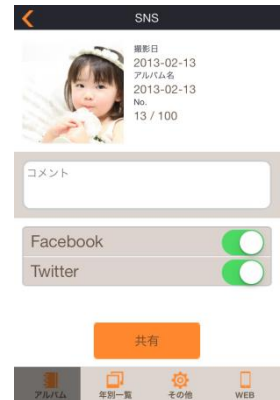 SNS
撮影日
2013-02-13
アルバム名
2013-02-13
No.
13 / 100
コメント
Facebook
Twitter
共有
アルバム
年別一覧
その他
WEB